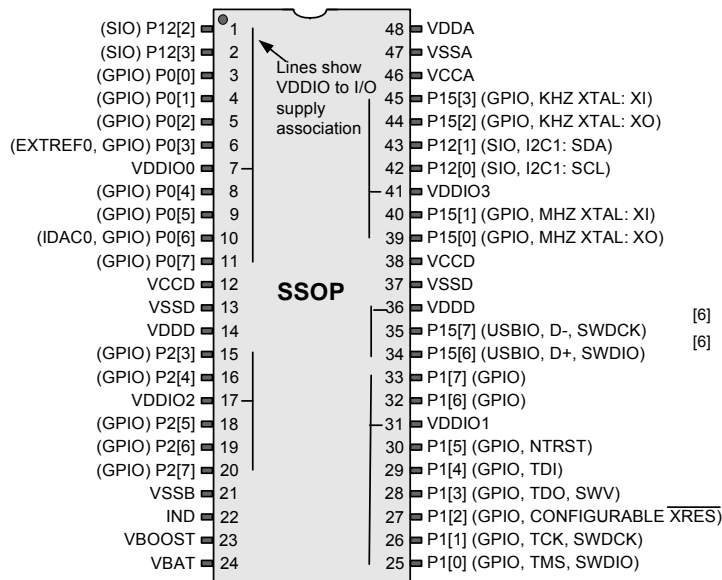 (SIO) P12[2] 1 48 VDDA
(SIO) P12[3] 2 47 VSSA
(GPIO) P0[0] 3 Lines show 46 VCCA
(GPIO) P0[1] 4 VDDIO to I/O 45 P15[3] (GPIO, KHZ XTAL: XI)
(GPIO) P0[2] 5 supply 44 P15[2] (GPIO, KHZ XTAL: XO)
(EXTREF0, GPIO) P0[3] 6 association 43 P12[1] (SIO, I2C1: SDA)
VDDIO0 7 42 P12[0] (SIO, I2C1: SCL)
(GPIO) P0[4] 8 41 VDDIO3
(GPIO) P0[5] 9 40 P15[1] (GPIO, MHZ XTAL: XI)
(IDAC0, GPIO) P0[6] 10 39 P15[0] (GPIO, MHZ XTAL: XO)
(GPIO) P0[7] 11 38 VCCD
VCCD 12 SSOP 37 VSSD
VSSD 13 36 VDDD
VDDD 14 35 P15[7] (USBIO, D-, SWDCK) [6]
(GPIO) P2[3] 15 34 P15[6] (USBIO, D+, SWDIO) [6]
(GPIO) P2[4] 16 33 P1[7] (GPIO)
VDDIO2 17 32 P1[6] (GPIO)
(GPIO) P2[5] 18 31 VDDIO1
(GPIO) P2[6] 19 30 P1[5] (GPIO, NTRST)
(GPIO) P2[7] 20 29 P1[4] (GPIO, TDI)
VSSB 21 28 P1[3] (GPIO, TDO, SWV)
IND 22 27 P1[2] (GPIO, CONFIGURABLE XRES)
VBOOST 23 26 P1[1] (GPIO, TCK, SWDCK)
VBAT 24 25 P1[0] (GPIO, TMS, SWDIO)